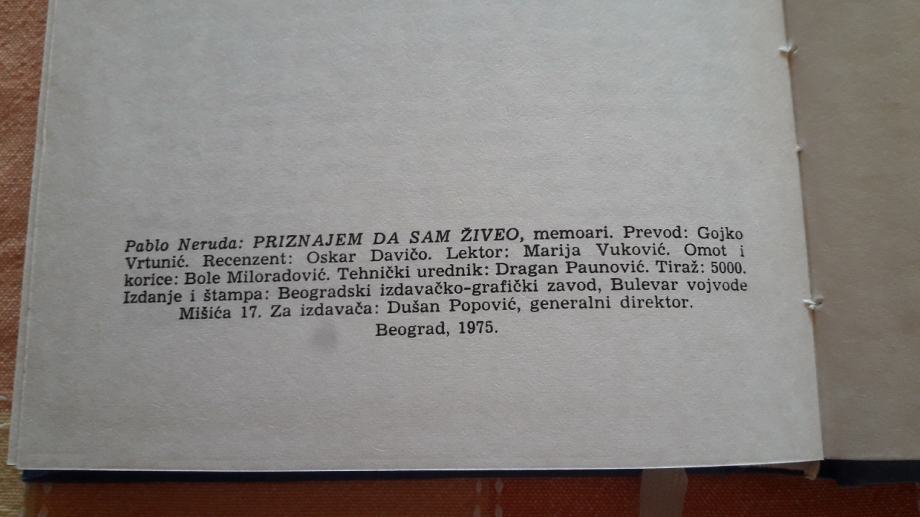 Pablo Neruda: PRIZNAJEM DA SAM ŽIVEO, memoari. Prevod: Gojko
Vrtunić. Recenzent: Oskar Davičo. Lektor: Marija Vuković. Omot i
korice: Bole Miloradović. Tehnički urednik: Dragan Paunović. Tiraž: 5000.
Izdanje i štampa: Beogradski izdavačko-grafički zavod, Bulevar vojvode
Mišića 17. Za izdavača: Dušan Popović, generalni direktor.
Beograd, 1975.